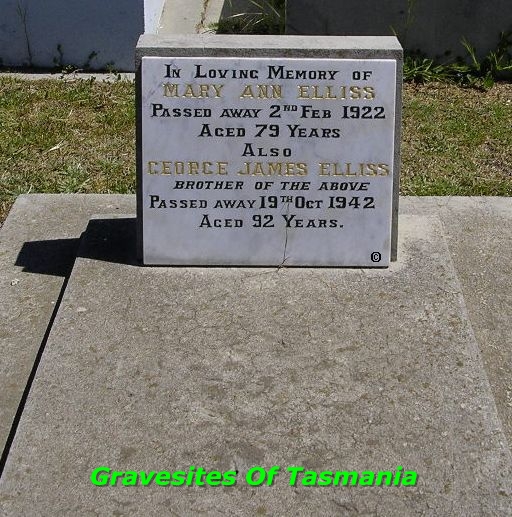 In Loving Memory of
MARY ANN ELLISS
Passed away 2ND Feb 1922
Aged 79 Years
Also
GEORGE JAMES ELLISS
BROTHER OF THE ABOVE
Passed away 19TH Oct 1942
Aged 92 Years.
©
Gravesites Of Tasmania